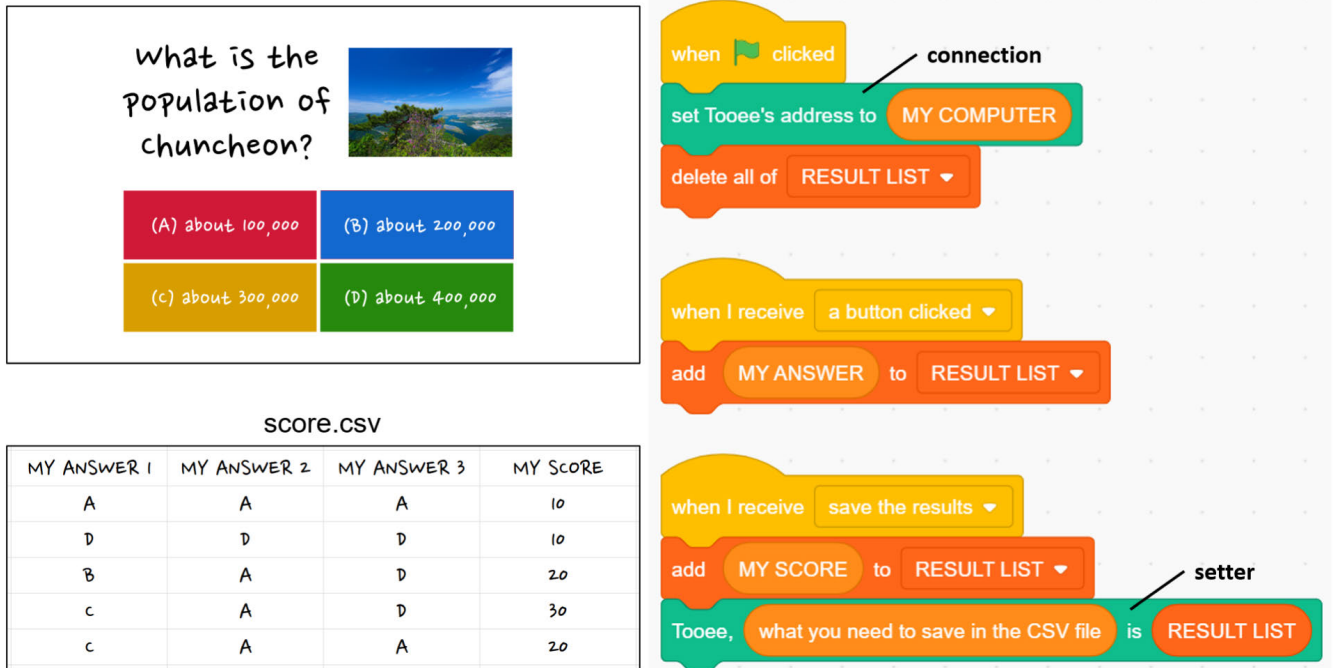 What is the
population of
chuncheon?
(A) about 100,000
(B) about 200,000
(C) about 300,000
(D) about 400,000
score.csv
MY ANSWER 1 MY ANSWER 2 MY ANSWER 3 MY SCORE
A A A 10
D D D 10
B A D 20
C A D 30
C A A 20
when clicked
connection
set Tooee's address to MY COMPUTER
delete all of RESULT LIST
when I receive a button clicked
add MY ANSWER to RESULT LIST
when I receive save the results
add MY SCORE to RESULT LIST
setter
Tooee, what you need to save in the CSV file is RESULT LIST